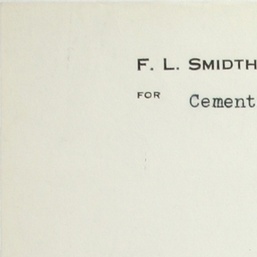 F. L. SMIDTH
FOR Cement